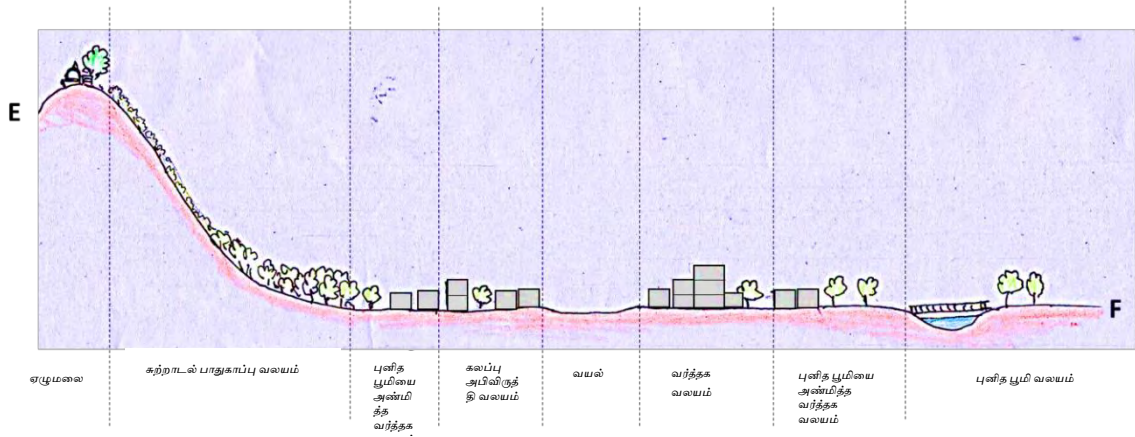 E
F
ஏழுமலை
சுற்றாடல் பாதுகாப்பு வலயம்
புனித
பூமியை
அண்மி
த்த
வர்த்தக
கலப்பு
அபிவிருத்
தி வலயம்
வயல்
வர்த்தக
வலயம்
புனித பூமியை
அண்மித்த
வர்த்தக
வலயம்
புனித பூமி வலயம்